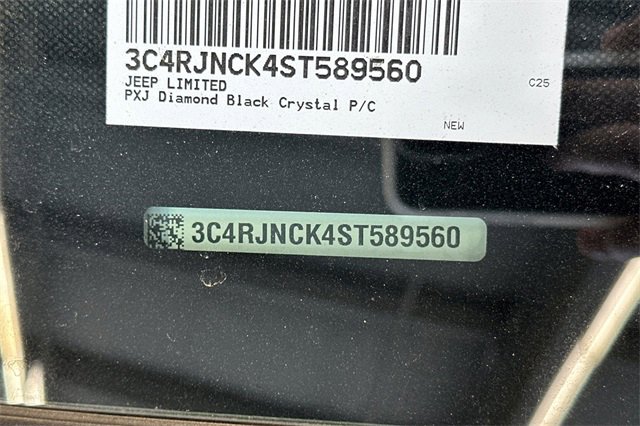 3C4RJNCK4ST589560
JEEP LIMITED
C25
PXJ Diamond Black Crystal P/C
NEW
3C4RJNCK4ST589560